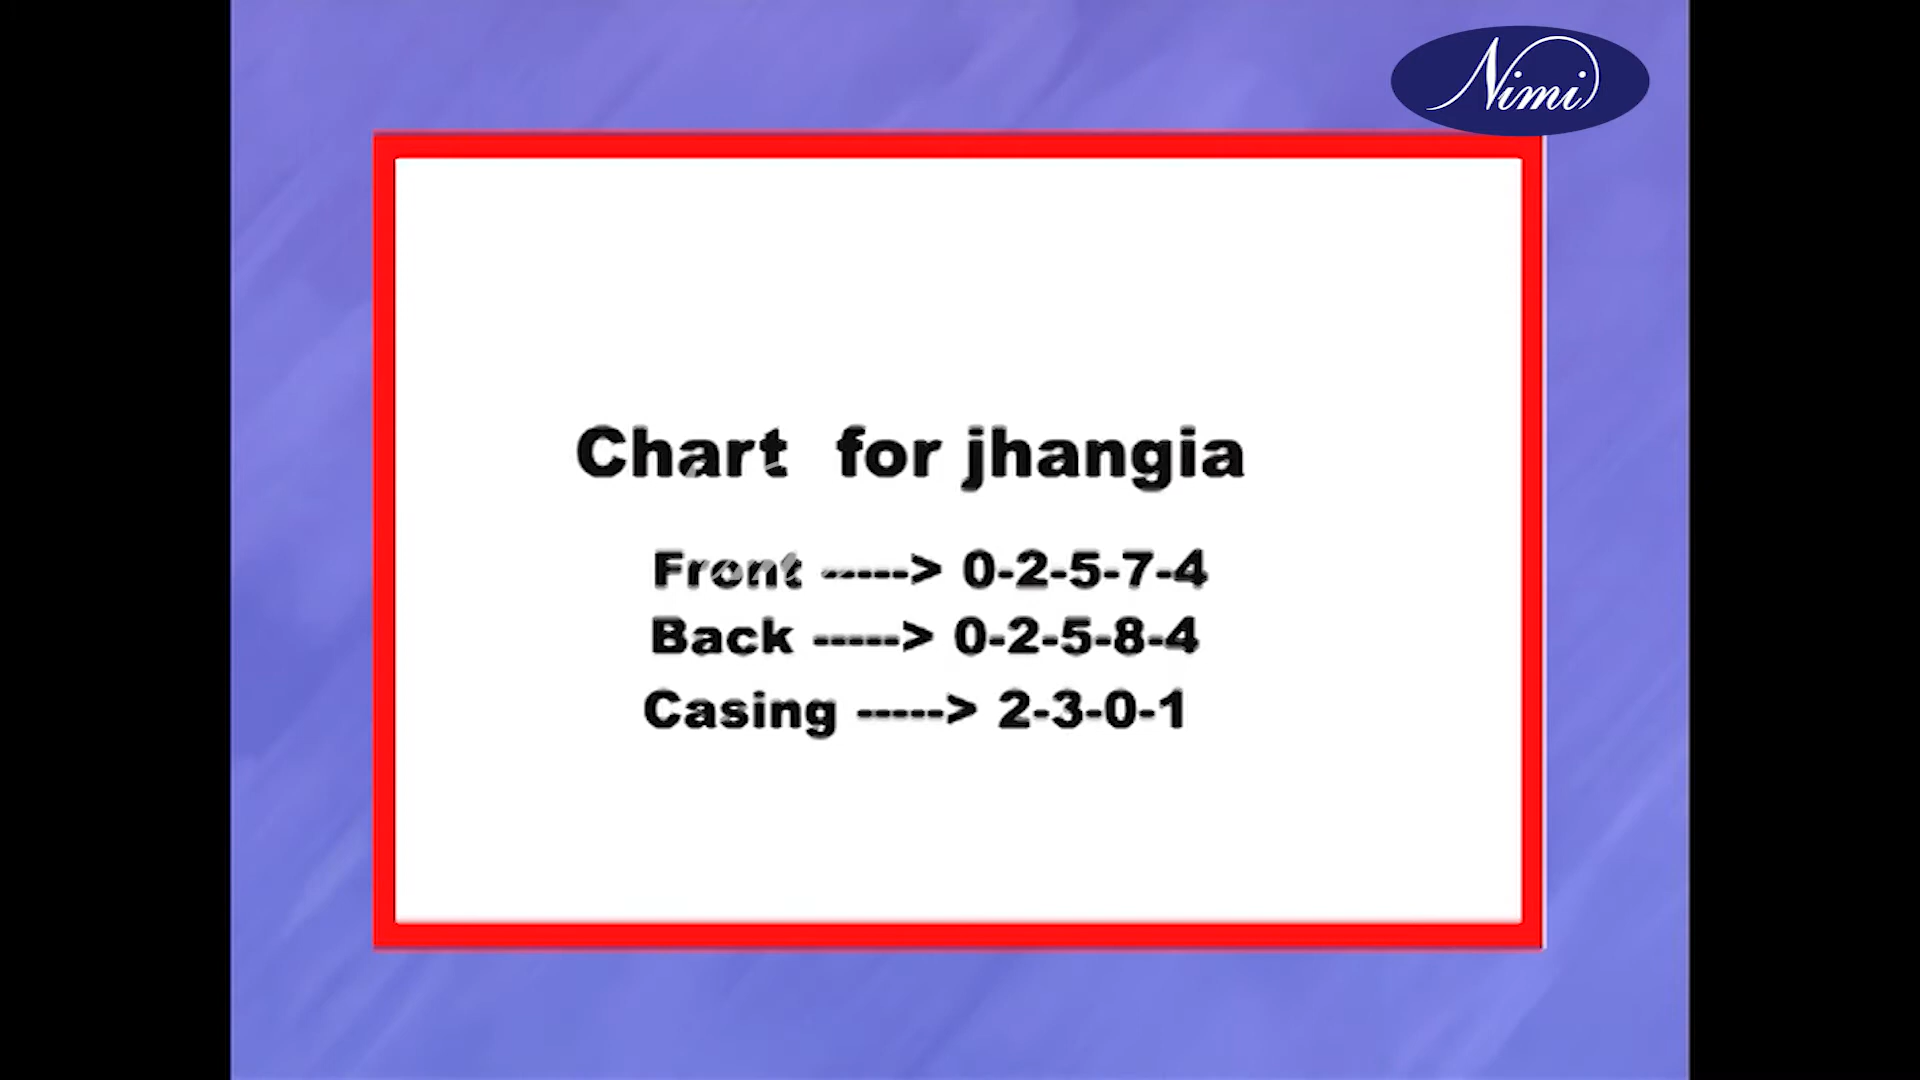 Nimi
Chart for jhangia
Front -----> 0-2-5-7-4
Back -----> 0-2-5-8-4
Casing -----> 2-3-0-1